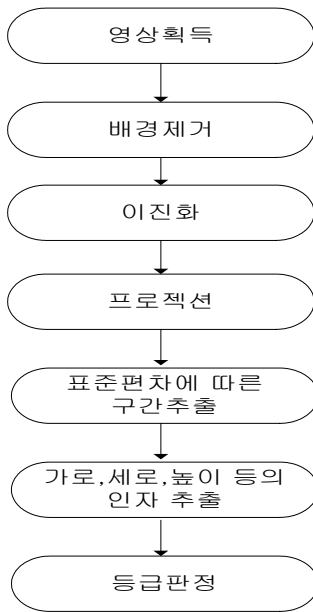 영상획득
배경제거
이진화
프로젝션
표준편차에 따른
구간추출
가로,세로,높이 등의
인자 추출
등급판정